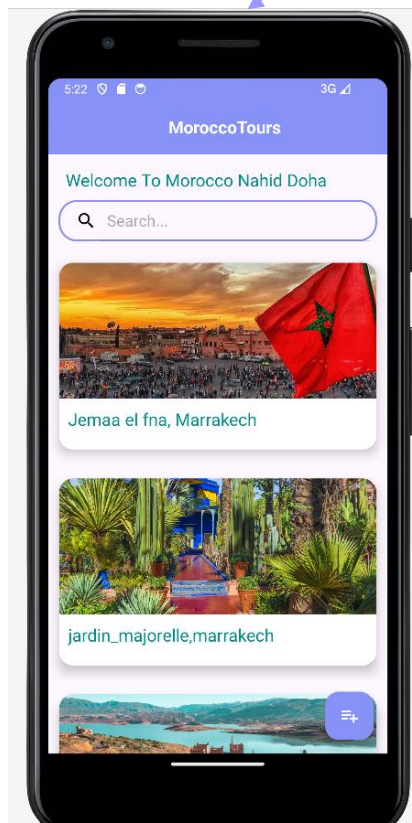 5:22 3G
MoroccoTours
Welcome To Morocco Nahid Doha
Search...
Jemaa el fna, Marrakech
jardin_majorelle,marrakech